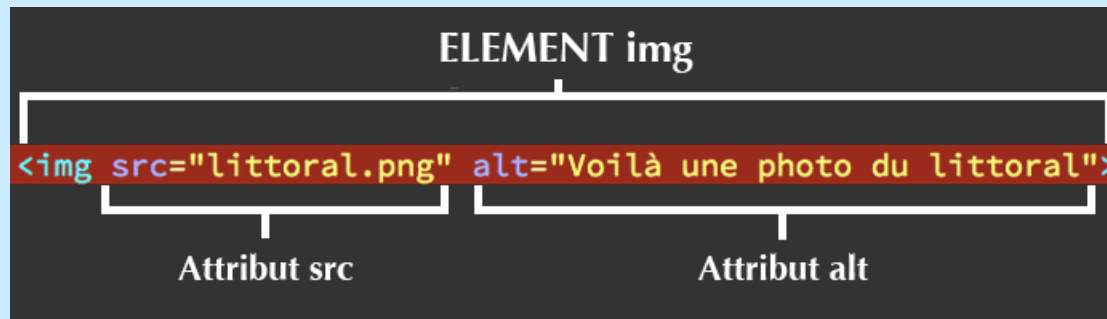 ELEMENT img
<img src="littoral.png" alt="Voilà une photo du littoral">
Attribut src
Attribut alt